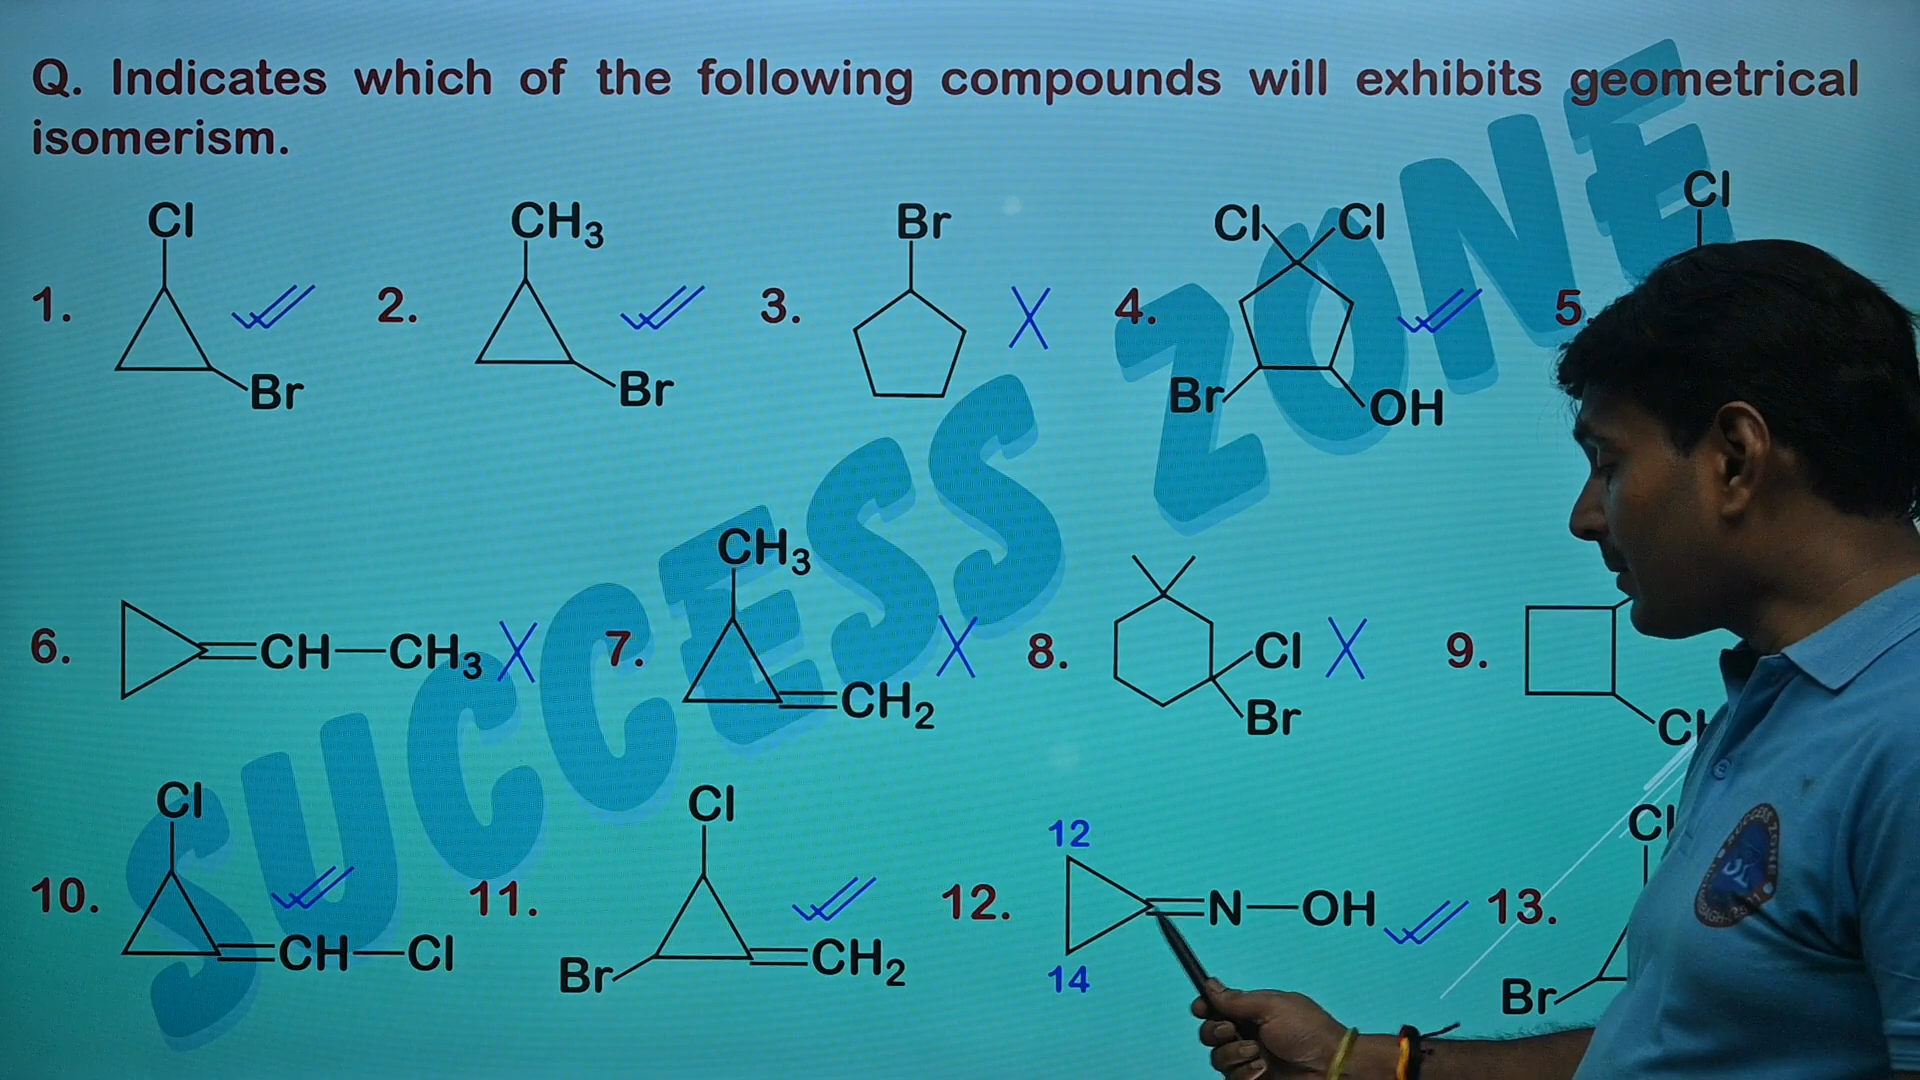 Q. Indicates which of the following compounds will exhibits geometrical
isomerism.
1. Cl Br
2. CH3 Br
3. Br
4. Cl Cl Br OH
5. Cl
6. CH—CH3
7. CH3 CH2
8. Cl Br
9.
10. Cl CH—Cl
11. Cl Br CH2
12. 12 14 N—OH
13. Cl Br
SUCCESS ZONE